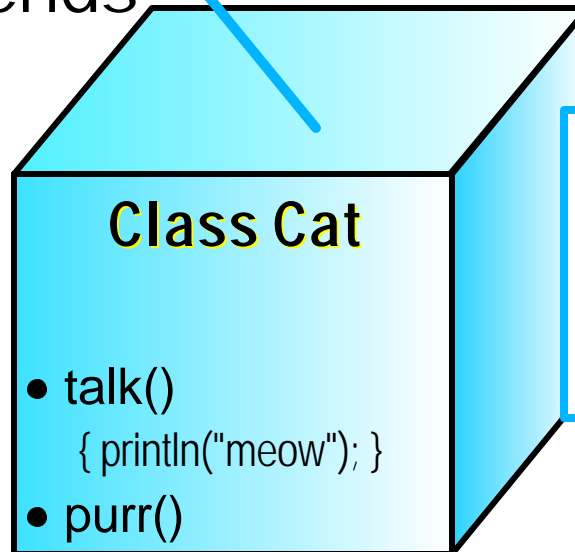 Class Cat
• talk()
{ println("meow"); }
• purr()